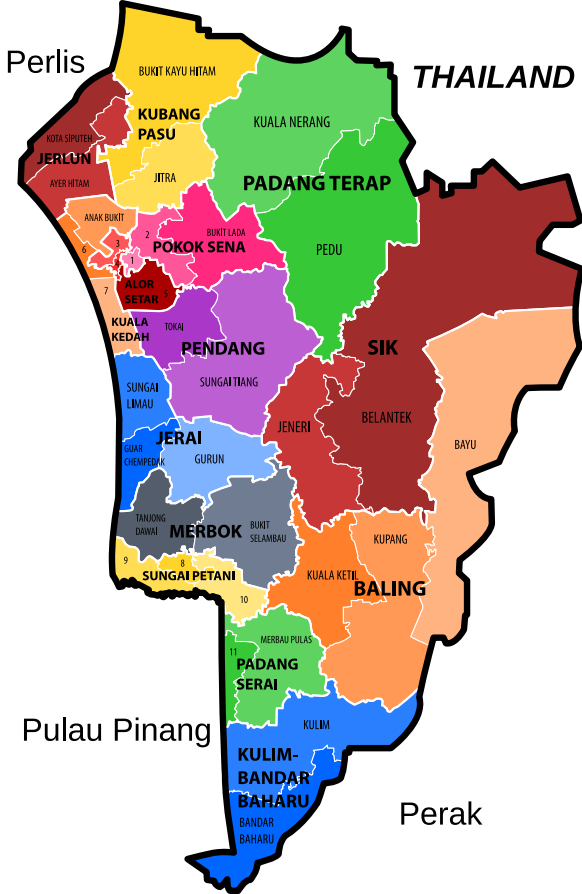 Perlis
THAILAND
BUKIT KAYU HITAM
KUBANG
PASU
JITRA
KOTA SIPUTEH
JERLUN
AYER HITAM
KUALA NERANG
PADANG TERAP
PEDU
ANAK BUKIT
6
3
2
1
BUKIT LADA
POKOK SENA
7
ALOR
SETAR
5
KUALA
KEDAH
TOKAI
PENDANG
SUNGAI TIANG
SIK
BELANTEK
JENERI
BAYU
SUNGAI
LIMAU
JERAI
GUAR
CHEMPEDAK
GURUN
TANJONG
DAWAI
MERBOK
BUKIT
SELAMBAU
9
8
SUNGAI PETANI
10
KUPANG
KUALA KETIL
BALING
11
MERBAU PULAS
PADANG
SERAI
KULIM
Pulau Pinang
KULIM-
BANDAR
BAHARU
BANDAR
BAHARU
Perak